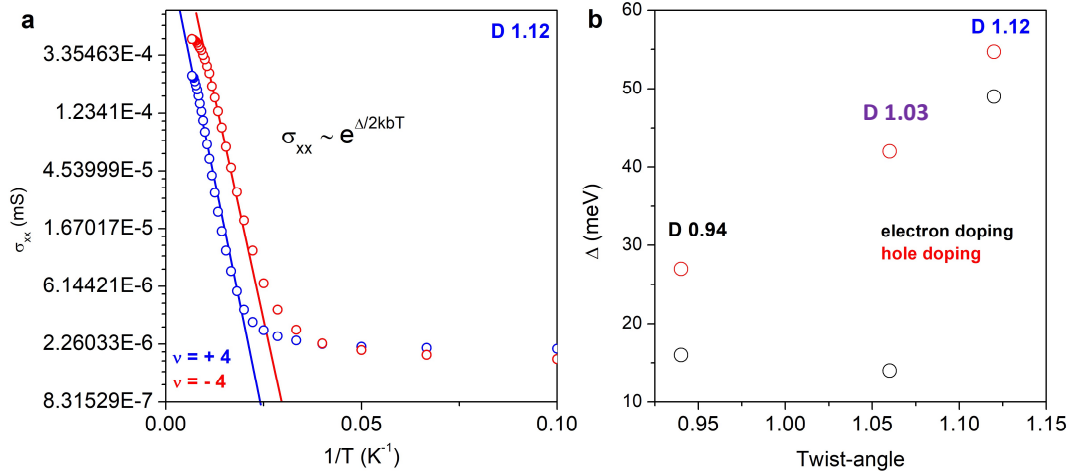 a
D 1.12
σxx ~ e^Δ/2kbT
σxx (mS)
3.35463E-4
1.2341E-4
4.53999E-5
1.67017E-5
6.14421E-6
2.26033E-6
8.31529E-7
ν = + 4
ν = - 4
0.00
0.05
0.10
1/T (K⁻¹)
b
D 1.12
D 1.03
D 0.94
electron doping
hole doping
Δ (meV)
60
50
40
30
20
10
0.95
1.00
1.05
1.10
1.15
Twist-angle